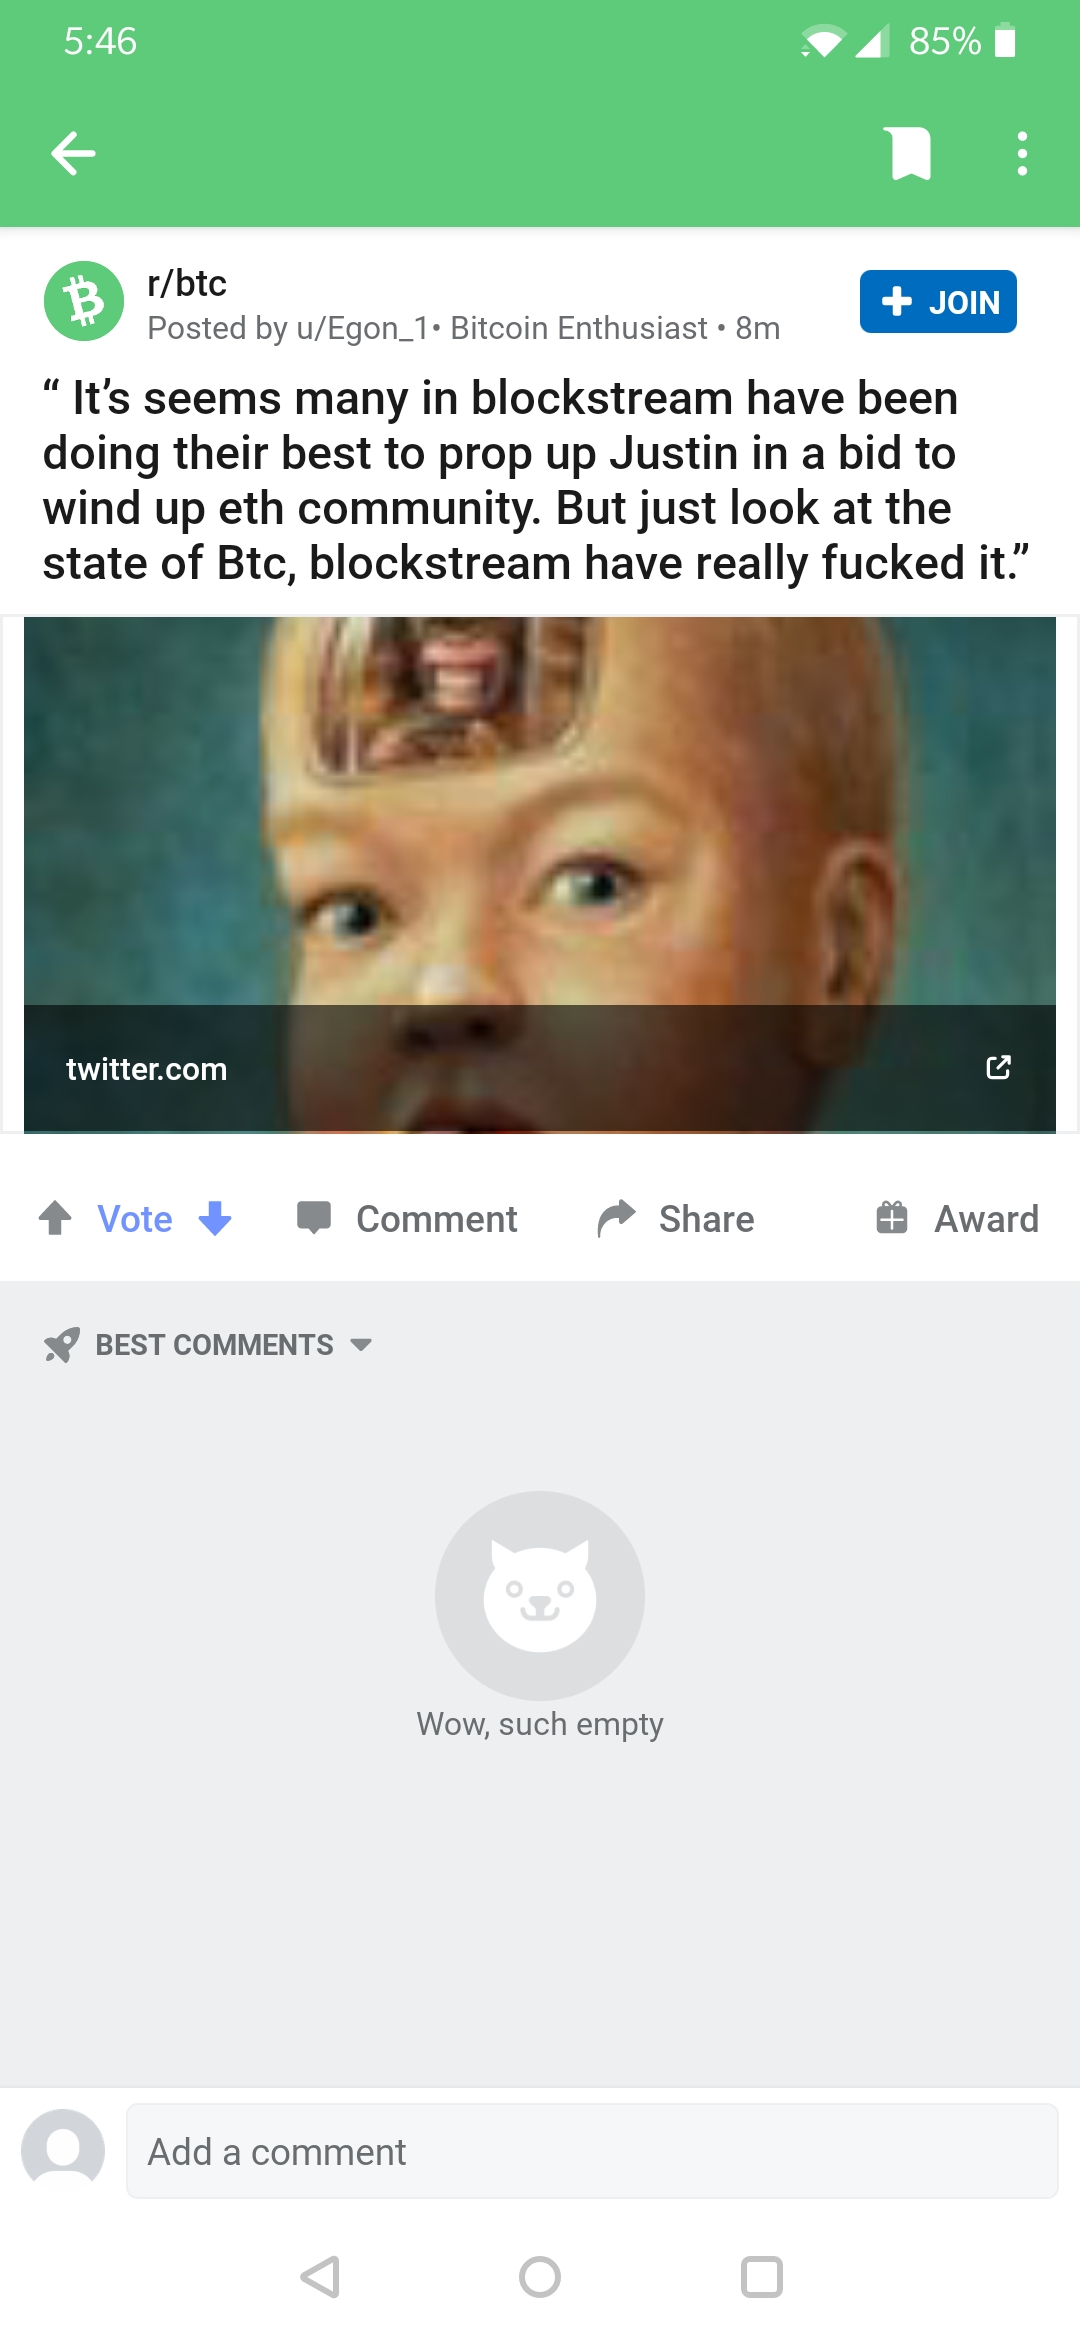 5:46
85%
r/btc
JOIN
Posted by u/Egon_1• Bitcoin Enthusiast • 8m
“ It’s seems many in blockstream have been
doing their best to prop up Justin in a bid to
wind up eth community. But just look at the
state of Btc, blockstream have really fucked it.”
twitter.com
Vote
Comment
Share
Award
BEST COMMENTS
Wow, such empty
Add a comment